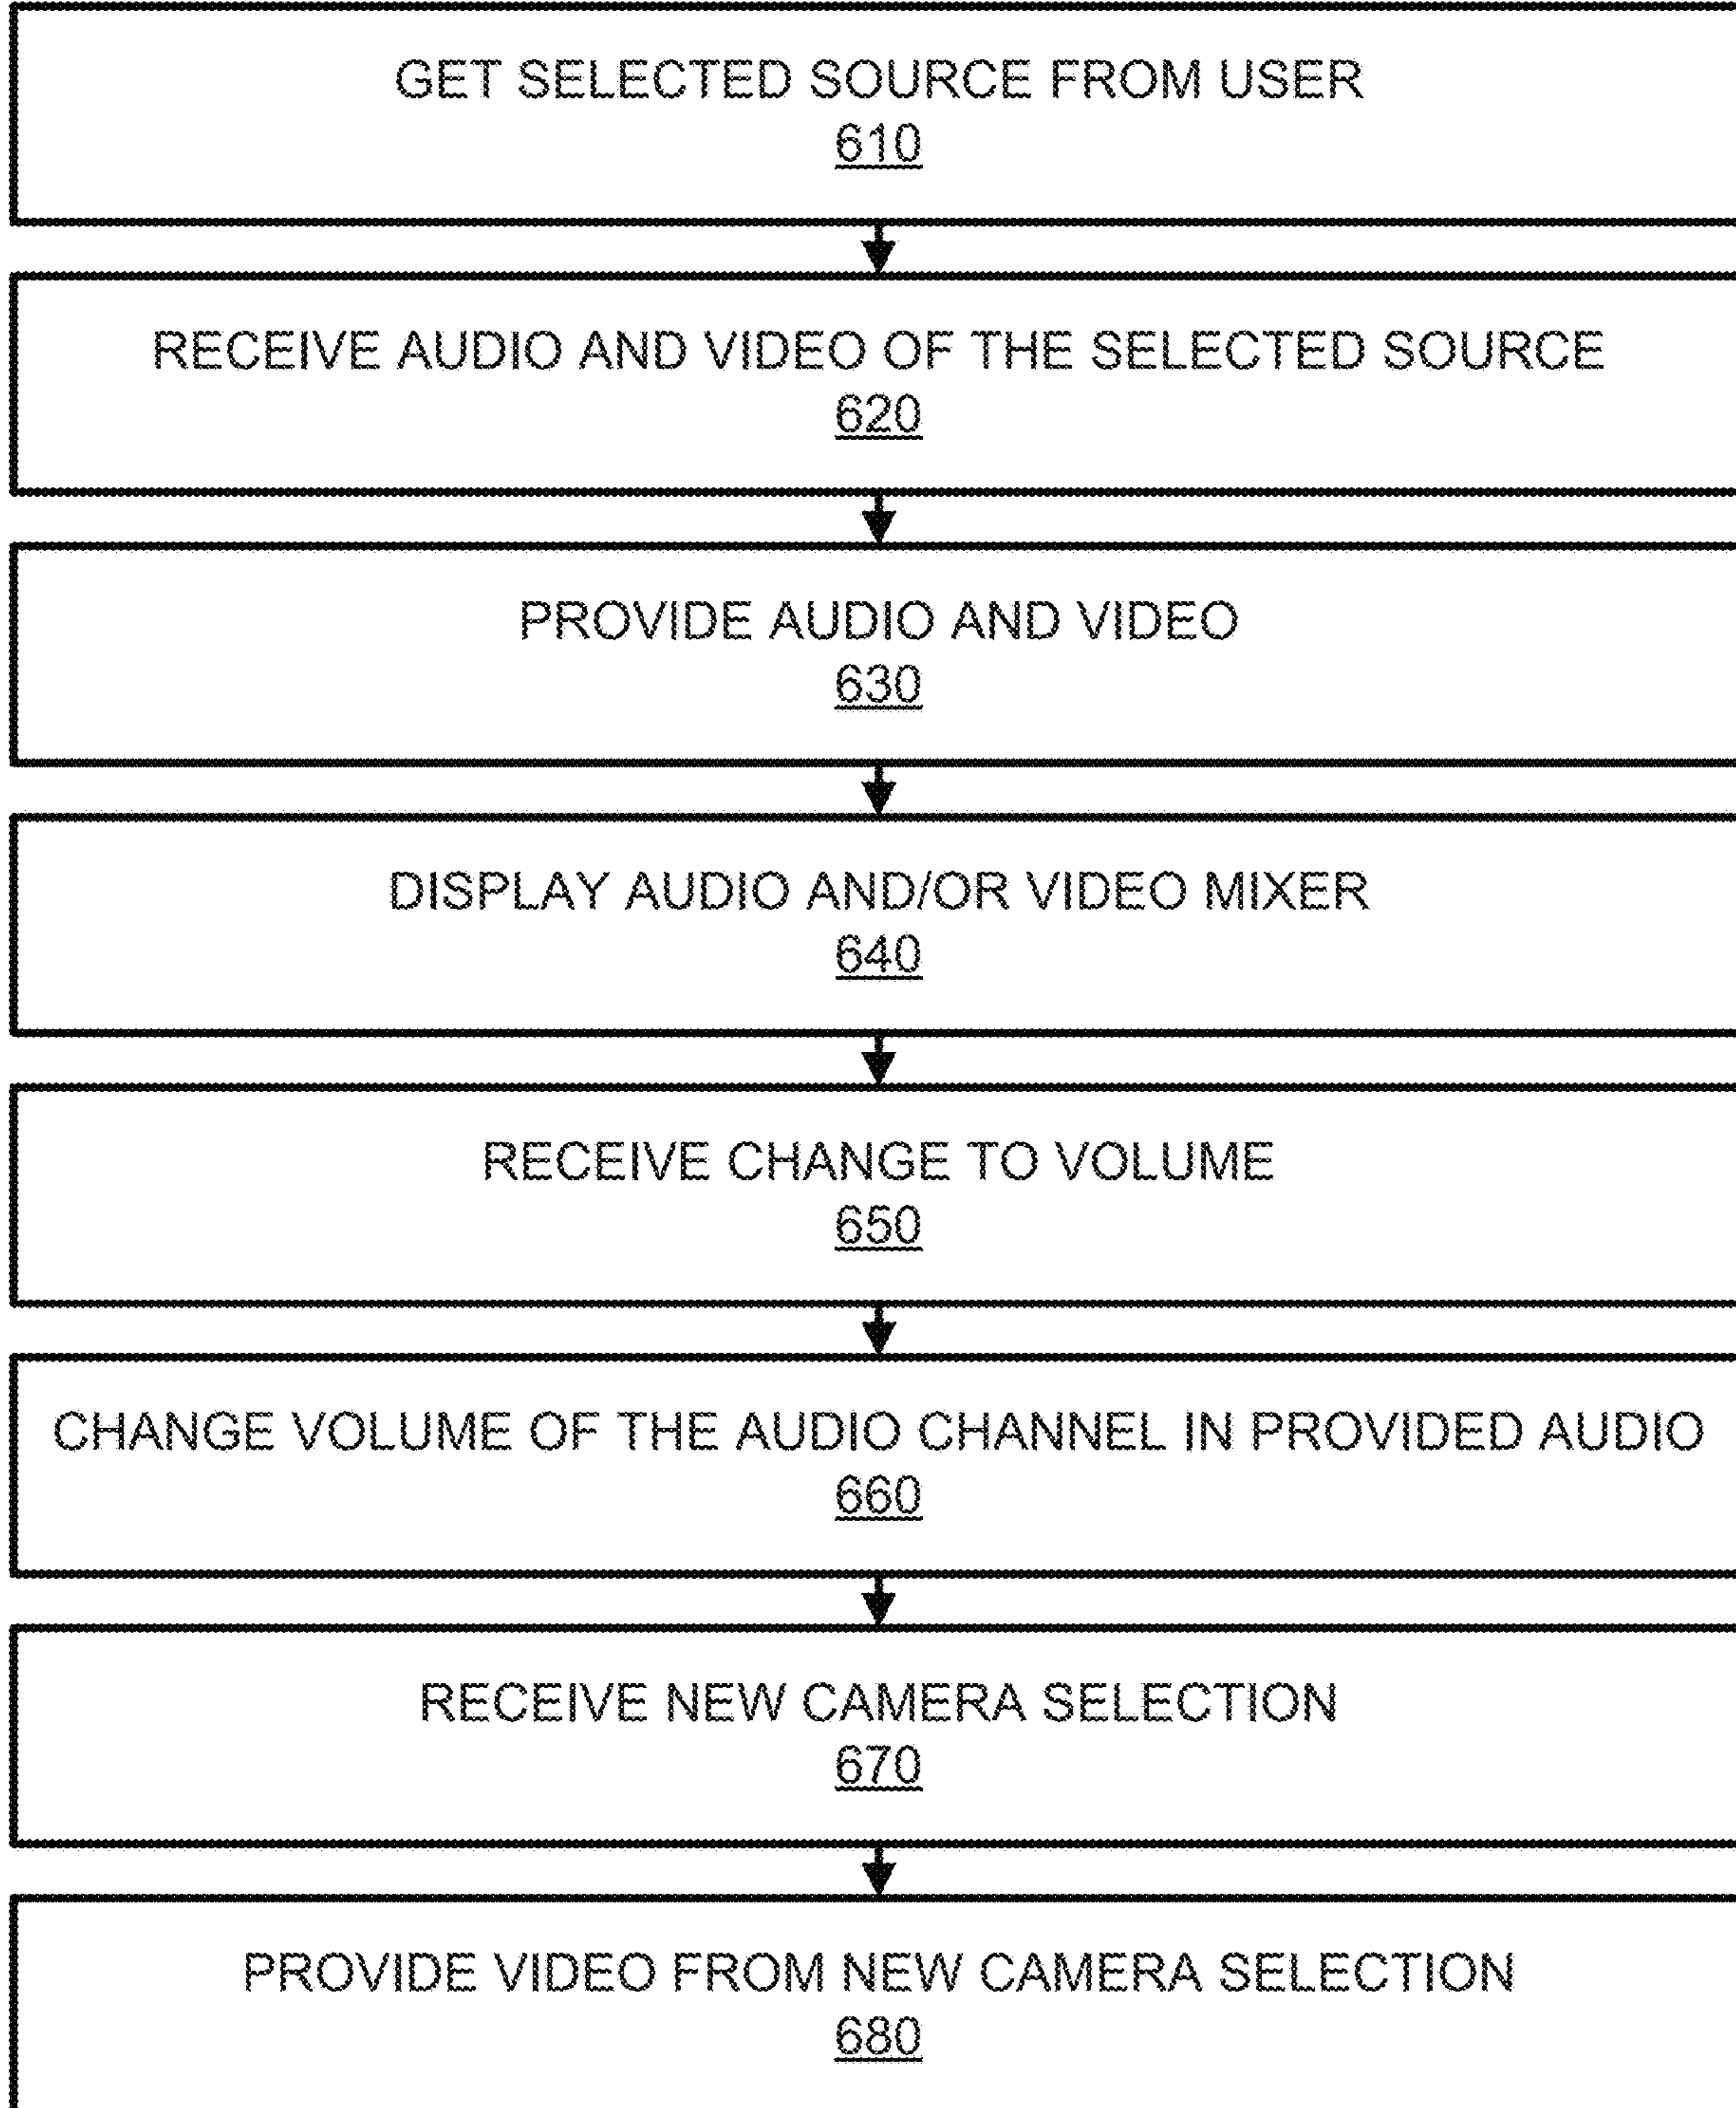 GET SELECTED SOURCE FROM USER
610
RECEIVE AUDIO AND VIDEO OF THE SELECTED SOURCE
620
PROVIDE AUDIO AND VIDEO
630
DISPLAY AUDIO AND/OR VIDEO MIXER
640
RECEIVE CHANGE TO VOLUME
650
CHANGE VOLUME OF THE AUDIO CHANNEL IN PROVIDED AUDIO
660
RECEIVE NEW CAMERA SELECTION
670
PROVIDE VIDEO FROM NEW CAMERA SELECTION
680